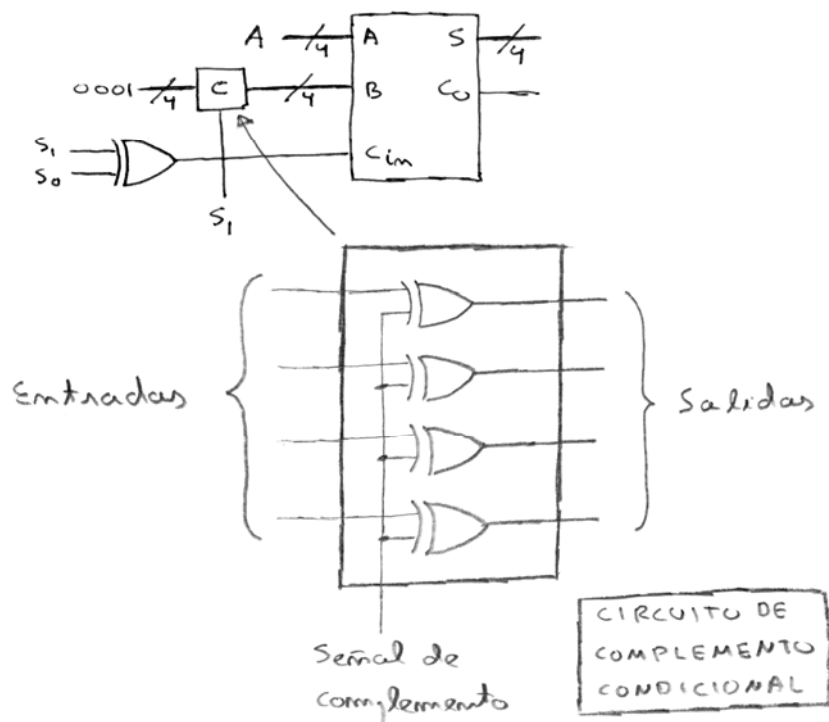 A 4 A S 4
0001 4 C 4 B Co
S1
S0
Cin
S1
Entradas
Salidas
Señal de
complemento
CIRCUITO DE
COMPLEMENTO
CONDICIONAL